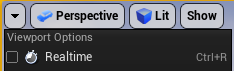 Perspective Lit Show
Viewport Options
Realtime Ctrl+R